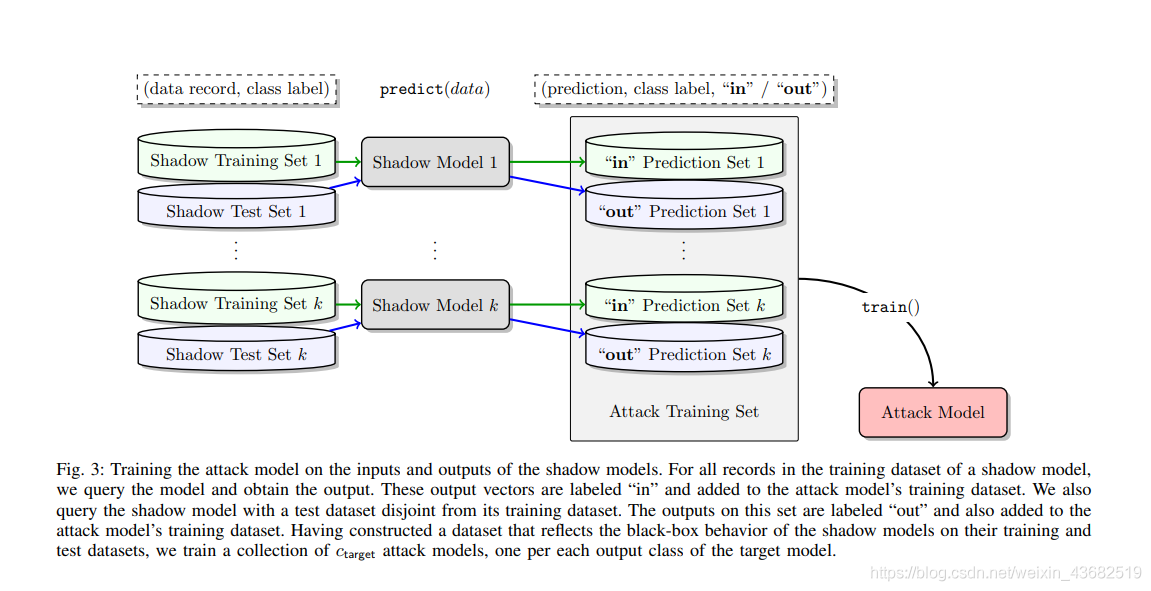 (data record, class label) predict(data) (prediction, class label, “in” / “out”)
Shadow Training Set 1 Shadow Model 1 “in” Prediction Set 1
Shadow Test Set 1 “out” Prediction Set 1
⋮ ⋮ ⋮
Shadow Training Set k Shadow Model k “in” Prediction Set k
train()
Shadow Test Set k “out” Prediction Set k
Attack Training Set Attack Model
Fig. 3: Training the attack model on the inputs and outputs of the shadow models. For all records in the training dataset of a shadow model,
we query the model and obtain the output. These output vectors are labeled “in” and added to the attack model’s training dataset. We also
query the shadow model with a test dataset disjoint from its training dataset. The outputs on this set are labeled “out” and also added to the
attack model’s training dataset. Having constructed a dataset that reflects the black-box behavior of the shadow models on their training and
test datasets, we train a collection of c_target attack models, one per each output class of the target model.
https://blog.csdn.net/weixin_43682519